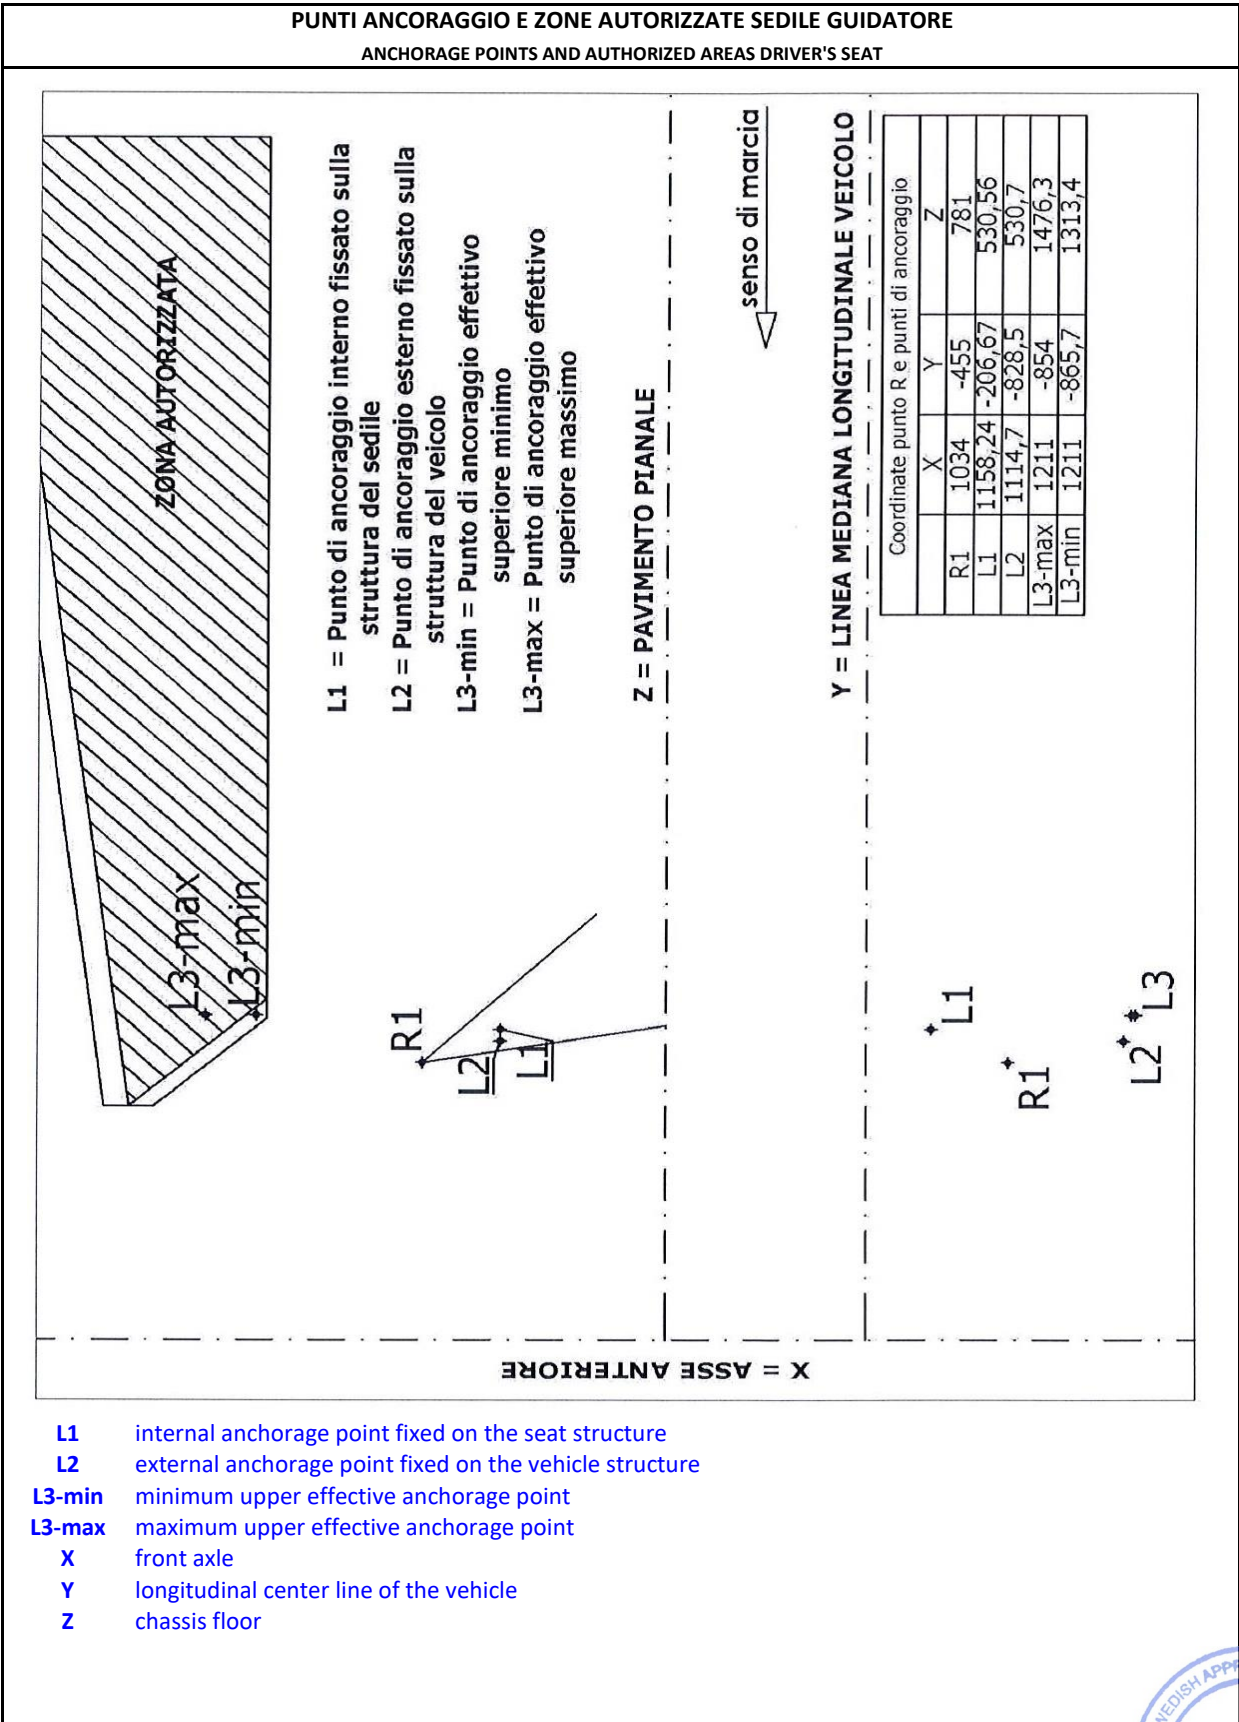 PUNTI ANCORAGGIO E ZONE AUTORIZZATE SEDILE GUIDATORE
ANCHORAGE POINTS AND AUTHORIZED AREAS DRIVER'S SEAT
ZONA AUTORIZZATA
L3-max
L3-min
L1 = Punto di ancoraggio interno fissato sulla
struttura del sedile
L2 = Punto di ancoraggio esterno fissato sulla
struttura del veicolo
L3-min = Punto di ancoraggio effettivo
superiore minimo
L3-max = Punto di ancoraggio effettivo
superiore massimo
R1
L2
L1
Z = PAVIMENTO PIANALE
senso di marcia
Y = LINEA MEDIANA LONGITUDINALE VEICOLO
Coordinate punto R e punti di ancoraggio
X Y Z
R1 1034 -455 781
L1 1158,24 -206,67 530,56
L2 1114,7 -828,5 530,7
L3-max 1211 -854 1476,3
L3-min 1211 -865,7 1313,4
L1
R1
L2
L3
X = ASSE ANTERIORE
L1 internal anchorage point fixed on the seat structure
L2 external anchorage point fixed on the vehicle structure
L3-min minimum upper effective anchorage point
L3-max maximum upper effective anchorage point
X front axle
Y longitudinal center line of the vehicle
Z chassis floor